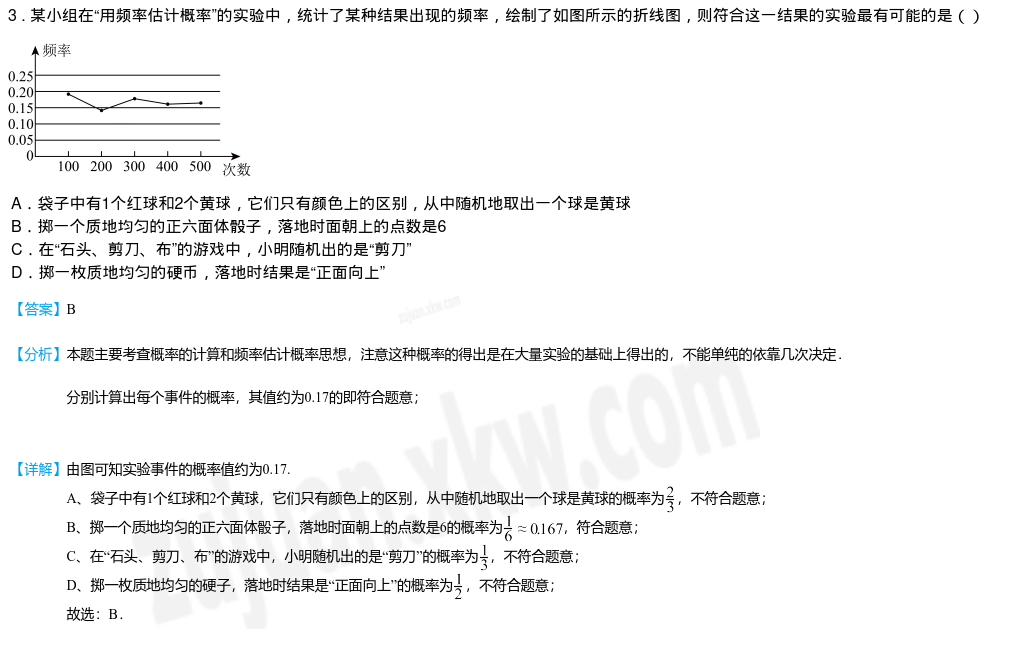 3．某小组在“用频率估计概率”的实验中，统计了某种结果出现的频率，绘制了如图所示的折线图，则符合这一结果的实验最有可能的是（ ）
频率
0.25
0.20
0.15
0.10
0.05
0
100 200 300 400 500 次数
A．袋子中有1个红球和2个黄球，它们只有颜色上的区别，从中随机地取出一个球是黄球
B．掷一个质地均匀的正六面体骰子，落地时面朝上的点数是6
C．在“石头、剪刀、布”的游戏中，小明随机出的是“剪刀”
D．掷一枚质地均匀的硬币，落地时结果是“正面向上”
【答案】B
zujuan.xkw.com
【分析】本题主要考查概率的计算和频率估计概率思想，注意这种概率的得出是在大量实验的基础上得出的，不能单纯的依靠几次决定．
分别计算出每个事件的概率，其值约为0.17的即符合题意；
【详解】由图可知实验事件的概率值约为0.17.
A、袋子中有1个红球和2个黄球，它们只有颜色上的区别，从中随机地取出一个球是黄球的概率为2/3，不符合题意；
B、掷一个质地均匀的正六面体骰子，落地时面朝上的点数是6的概率为1/6≈0.167，符合题意；
C、在“石头、剪刀、布”的游戏中，小明随机出的是“剪刀”的概率为1/3，不符合题意；
D、掷一枚质地均匀的硬子，落地时结果是“正面向上”的概率为1/2，不符合题意；
故选：B．
zujuan.xkw.com